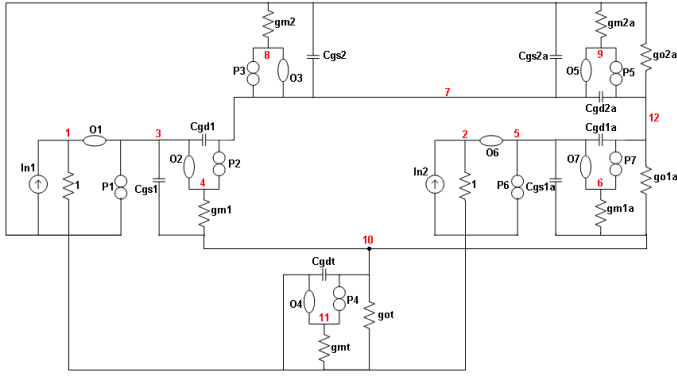 gm2
gm2a
8
Cgs2
Cgs2a
9
go2a
P3
O3
O5
P5
7
Cgd2a
12
1
O1
3
Cgd1
2
O6
5
Cgd1a
In1
1
P1
Cgs1
O2
P2
In2
1
P6
Cgs1a
O7
P7
go1a
4
6
gm1
gm1a
10
Cgdt
O4
P4
got
11
gmt